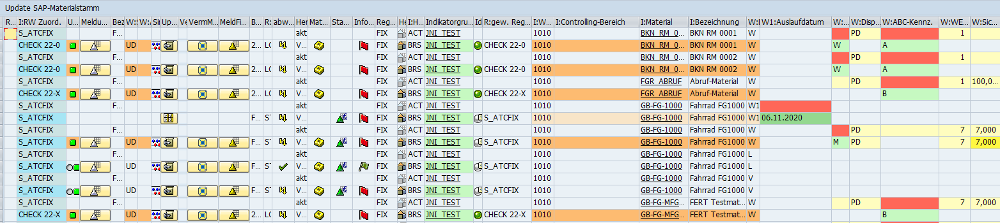 Update SAP-Materialstamm
R... I:RW Zuord. U... Meldu... Bez W:S W:A Sin Up... Ve VermM... MeldFi... B... R: abw... Her Mat... Sta... Info... Reg... He I:H... Indikatorgru... Id R:gew. Reg... I:W... I:Controlling-Bereich I:Material I:Bezeichnung W:I W1:Auslaufdatum W:... W:Disp... W:ABC-Kennz. W:WE... W:Sic...
S_ATCFIX F... akt FIX ACT JNI_TEST 1010 BKN_RM_0... BKN RM 0001 W PD 1
CHECK 22-0 UD 2... LO V... FIX BRS JNI_TEST CHECK 22-0 1010 BKN_RM_0... BKN RM 0001 W W A
S_ATCFIX F... akt FIX ACT JNI_TEST 1010 BKN_RM_0... BKN RM 0002 W PD 1
CHECK 22-0 UD 2... LO V... FIX BRS JNI_TEST CHECK 22-0 1010 BKN_RM_0... BKN RM 0002 W W A
S_ATCFIX F... akt FIX ACT JNI_TEST 1010 FGR_ABRUF Abruf-Material W PD 1 100,0...
CHECK 22-X UD 2... LO V... FIX BRS JNI_TEST CHECK 22-X 1010 FGR_ABRUF Abruf-Material W B
S_ATCFIX F... akt FIX ACT JNI_TEST 1010 GB-FG-1000 Fahrrad FG1000 W1
S_ATCFIX F... ST V... FIX BRS JNI_TEST S_ATCFIX 1010 GB-FG-1000 Fahrrad FG1000 W1 06.11.2020
S_ATCFIX F... akt FIX ACT JNI_TEST 1010 GB-FG-1000 Fahrrad FG1000 W PD 7 7,000
S_ATCFIX UD F... ST V... FIX BRS JNI_TEST S_ATCFIX 1010 GB-FG-1000 Fahrrad FG1000 W M PD 7 7,000
S_ATCFIX F... akt FIX ACT JNI_TEST 1010 GB-FG-1000 Fahrrad FG1000 L
S_ATCFIX UD F... ST V... FIX BRS JNI_TEST S_ATCFIX 1010 GB-FG-1000 Fahrrad FG1000 L
S_ATCFIX F... akt FIX ACT JNI_TEST 1010 GB-FG-1000 Fahrrad FG1000 V
S_ATCFIX UD F... ST V... FIX BRS JNI_TEST S_ATCFIX 1010 GB-FG-1000 Fahrrad FG1000 V
S_ATCFIX F... akt FIX ACT JNI_TEST 1010 GB-FG-MFG... FERT Testmat... W PD 7 7,000
CHECK 22-X UD 2... LO V... FIX BRS JNI_TEST CHECK 22-X 1010 GB-FG-MFG... FERT Testmat... W B